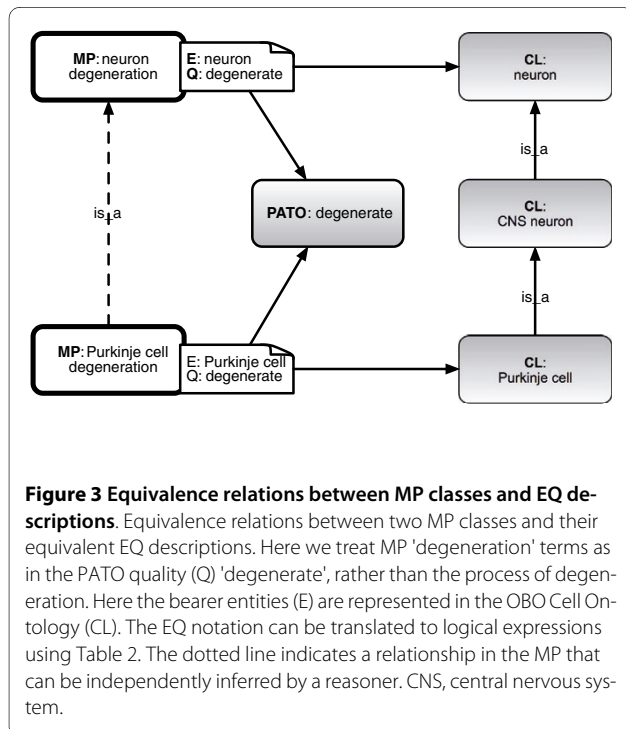 MP: neuron
degeneration
E: neuron
Q: degenerate
CL:
neuron
is_a
is_a
PATO: degenerate
CL:
CNS neuron
is_a
MP: Purkinje cell
degeneration
E: Purkinje cell
Q: degenerate
CL:
Purkinje cell
Figure 3 Equivalence relations between MP classes and EQ de-
scriptions. Equivalence relations between two MP classes and their
equivalent EQ descriptions. Here we treat MP 'degeneration' terms as
in the PATO quality (Q) 'degenerate', rather than the process of degen-
eration. Here the bearer entities (E) are represented in the OBO Cell On-
tology (CL). The EQ notation can be translated to logical expressions
using Table 2. The dotted line indicates a relationship in the MP that
can be independently inferred by a reasoner. CNS, central nervous sys-
tem.